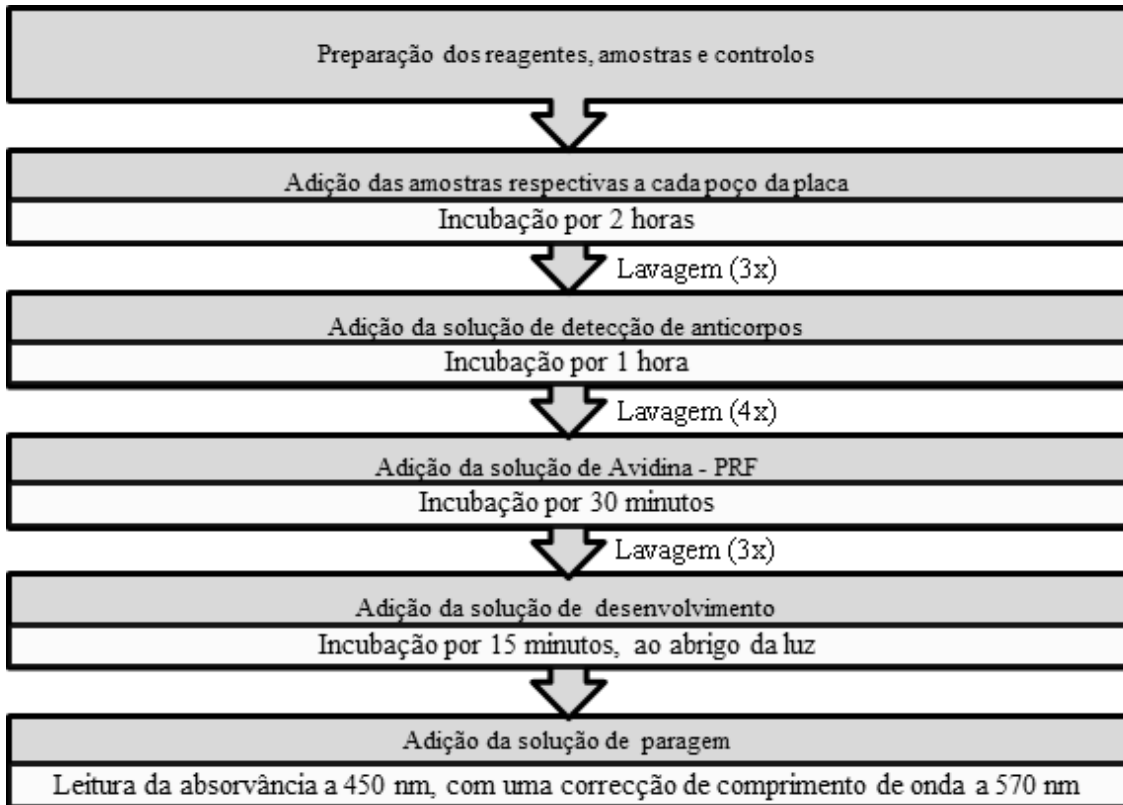 Preparação dos reagentes, amostras e controlos
Adição das amostras respectivas a cada poço da placa
Incubação por 2 horas
Lavagem (3x)
Adição da solução de detecção de anticorpos
Incubação por 1 hora
Lavagem (4x)
Adição da solução de Avidina - PRF
Incubação por 30 minutos
Lavagem (3x)
Adição da solução de desenvolvimento
Incubação por 15 minutos, ao abrigo da luz
Adição da solução de paragem
Leitura da absorvância a 450 nm, com uma correcção de comprimento de onda a 570 nm